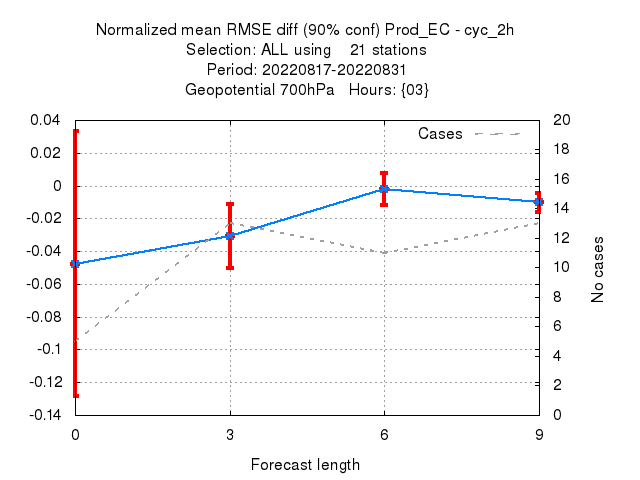 Normalized mean RMSE diff (90% conf) Prod_EC - cyc_2h
Selection: ALL using    21 stations
Period: 20220817-20220831
Geopotential 700hPa   Hours: {03}
Cases
0.04
0.02
0
-0.02
-0.04
-0.06
-0.08
-0.1
-0.12
-0.14
20
18
16
14
12
10
8
6
4
2
0
No cases
0 3 6 9
Forecast length